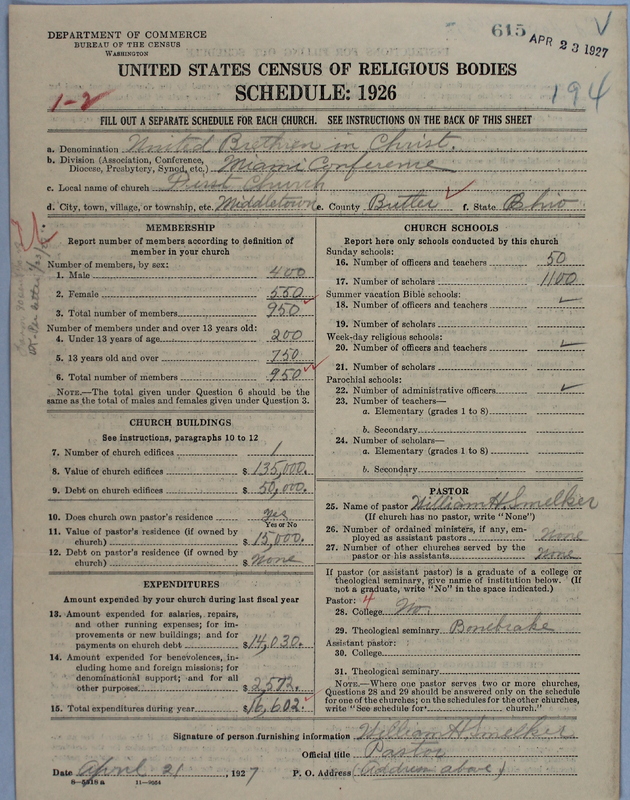 DEPARTMENT OF COMMERCE
BUREAU OF THE CENSUS
WASHINGTON
615
APR 23 1927
UNITED STATES CENSUS OF RELIGIOUS BODIES
SCHEDULE: 1926
1-2
194
FILL OUT A SEPARATE SCHEDULE FOR EACH CHURCH. SEE INSTRUCTIONS ON THE BACK OF THIS SHEET
a. Denomination United Brethren in Christ.
b. Division (Association, Conference, Diocese, Presbytery, Synod, etc.) Miami Conference
c. Local name of church First Church
d. City, town, village, or township, etc. Middletown e. County Butler f. State Ohio
MEMBERSHIP
Report number of members according to definition of
member in your church
Number of members, by sex:
1. Male 400
2. Female 550
3. Total number of members 950
Number of members under and over 13 years old:
4. Under 13 years of age 200
5. 13 years old and over 750
6. Total number of members 950
NOTE.—The total given under Question 6 should be
same as the total of males and females given under Question 3.
CHURCH BUILDINGS
See instructions, paragraphs 10 to 12
7. Number of church edifices 1
8. Value of church edifices $ 135,000.
9. Debt on church edifices $ 50,000.
10. Does church own pastor's residence yes
Yes or No
11. Value of pastor's residence (if owned by
church) $ 15,000.
12. Debt on pastor's residence (if owned by
church) $ None
EXPENDITURES
Amount expended by your church during last fiscal year
13. Amount expended for salaries, repairs,
and other running expenses; for im-
provements or new buildings; and for
payments on church debt $ 14,030.
14. Amount expended for benevolences, in-
cluding home and foreign missions; for
denominational support; and for all
other purposes $ 2,572.
15. Total expenditures during year $ 16,602.
CHURCH SCHOOLS
Report here only schools conducted by this church
Sunday schools:
16. Number of officers and teachers 50
17. Number of scholars 1100
Summer vacation Bible schools:
18. Number of officers and teachers
19. Number of scholars
Week-day religious schools:
20. Number of officers and teachers
21. Number of scholars
Parochial schools:
22. Number of administrative officers
23. Number of teachers—
a. Elementary (grades 1 to 8)
b. Secondary
24. Number of scholars—
a. Elementary (grades 1 to 8)
b. Secondary
PASTOR
25. Name of pastor William H. Smelker
(If church has no pastor, write "None")
26. Number of ordained ministers, if any, em-
ployed as assistant pastors None
27. Number of other churches served by the
pastor or his assistants None
If pastor (or assistant pastor) is a graduate of a college or
theological seminary, give name of institution below. (If
not a graduate, write "No" in the space indicated.)
Pastor: 4
28. College No
29. Theological seminary Bonebrake
Assistant pastor:
30. College
31. Theological seminary
NOTE.—Where one pastor serves two or more churches,
Questions 28 and 29 should be answered only on the schedule
for one of the churches; on the schedules for the other churches,
write "See schedule for church."
Signature of person furnishing information William H Smelker
Official title Pastor
Date April 21, 1927 P. O. Address (Address above)
8-5318a 11-9664